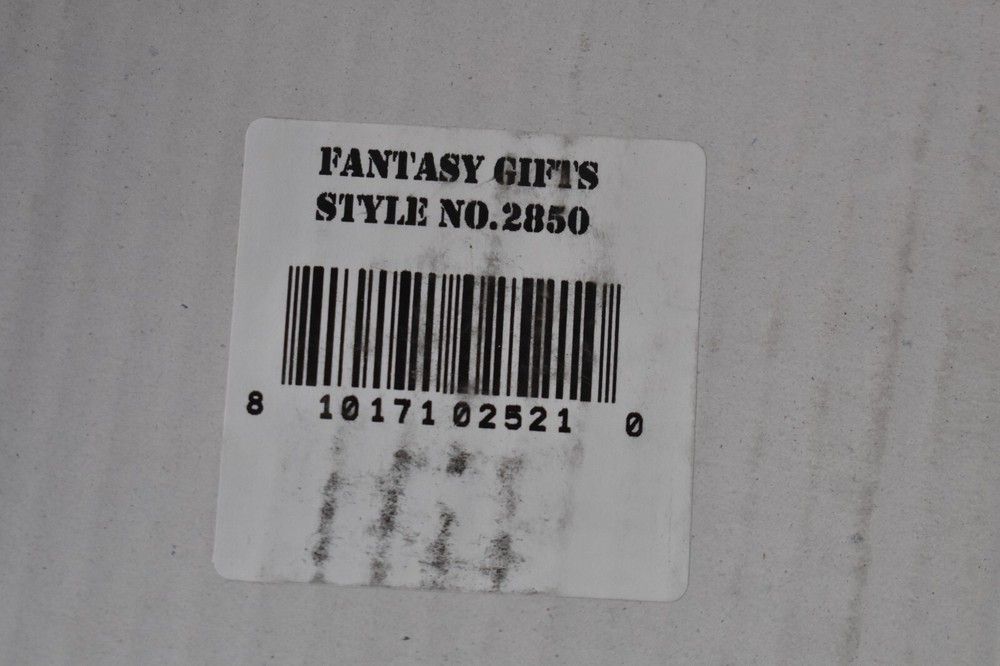 FANTASY GIFTS
STYLE NO.2850
8 10171 02521 0